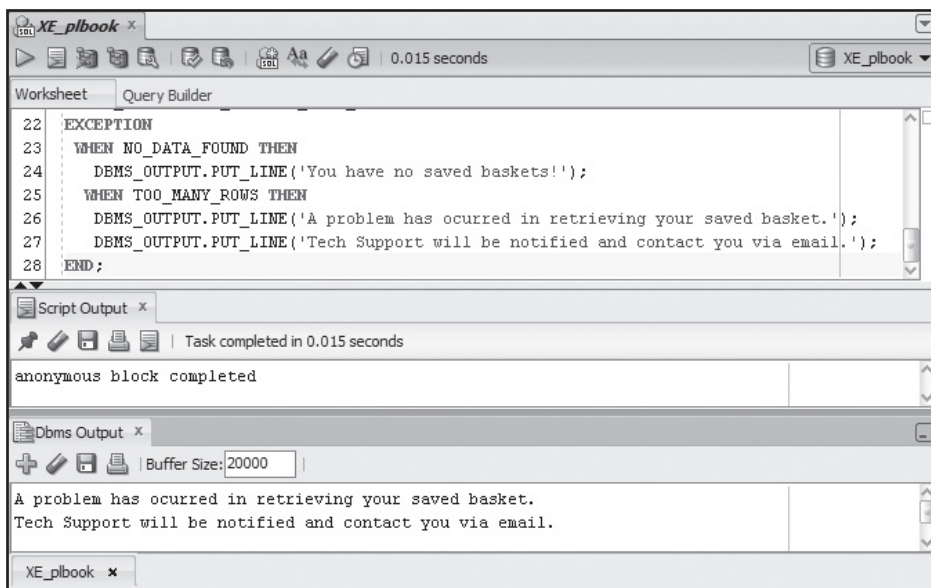 XE_plbook x
0.015 seconds
XE_plbook
Worksheet Query Builder
22 EXCEPTION
23 WHEN NO_DATA_FOUND THEN
24 DBMS_OUTPUT.PUT_LINE('You have no saved baskets!');
25 WHEN TOO_MANY_ROWS THEN
26 DBMS_OUTPUT.PUT_LINE('A problem has ocurred in retrieving your saved basket.');
27 DBMS_OUTPUT.PUT_LINE('Tech Support will be notified and contact you via email.');
28 END;
Script Output x
Task completed in 0.015 seconds
anonymous block completed
Dbms Output x
Buffer Size: 20000
A problem has ocurred in retrieving your saved basket.
Tech Support will be notified and contact you via email.
XE_plbook x